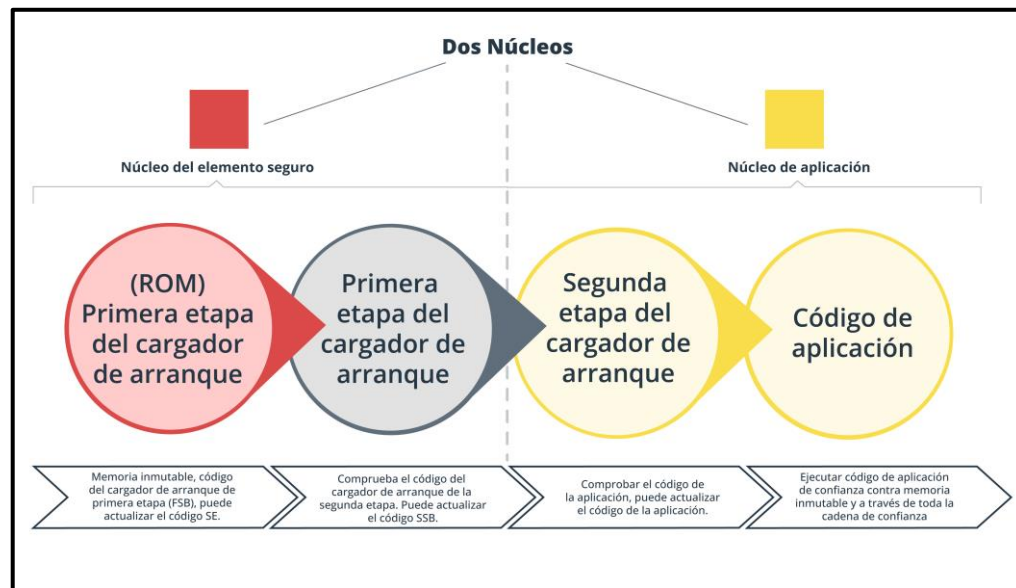 Dos Núcleos
Núcleo del elemento seguro
Núcleo de aplicación
(ROM)
Primera etapa
del cargador
de arranque
Primera
etapa del
cargador de
arranque
Segunda
etapa del
cargador de
arranque
Código de
aplicación
Memoria inmutable, código
del cargador de arranque de
primera etapa (FSB), puede
actualizar el código SE.
Comprueba el código del
cargador de arranque de la
segunda etapa. Puede actualizar
el código SSB.
Comprobar el código de
la aplicación, puede actualizar
el código de la aplicación.
Ejecutar código de aplicación
de confianza contra memoria
inmutable y a través de toda la
cadena de confianza